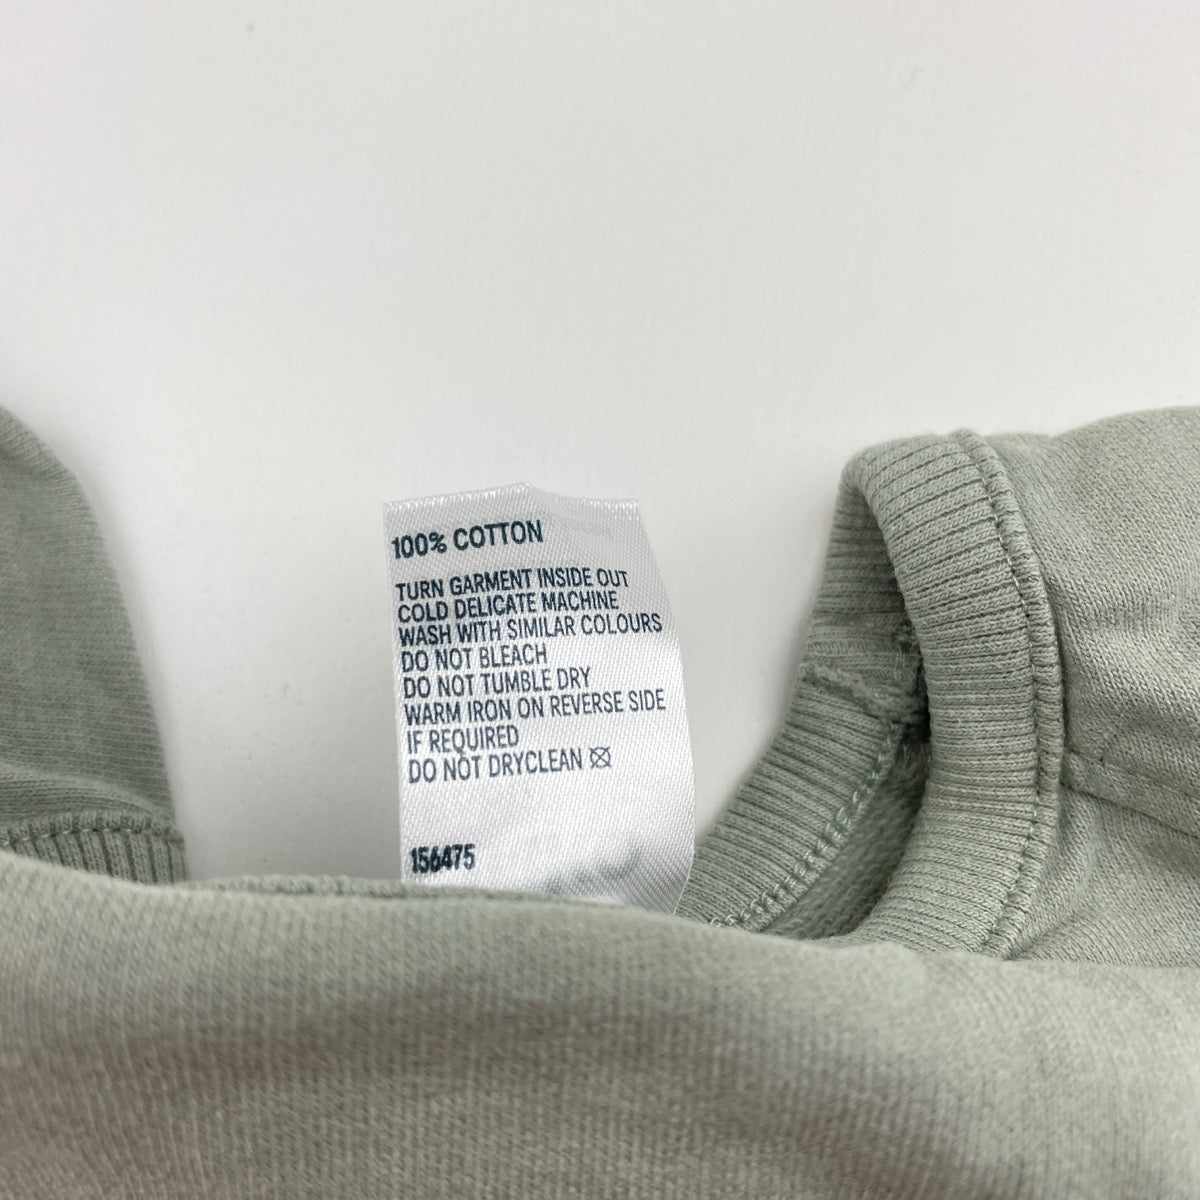 100% COTTON
TURN GARMENT INSIDE OUT
COLD DELICATE MACHINE
WASH WITH SIMILAR COLOURS
DO NOT BLEACH
DO NOT TUMBLE DRY
WARM IRON ON REVERSE SIDE
IF REQUIRED
DO NOT DRYCLEAN
156475